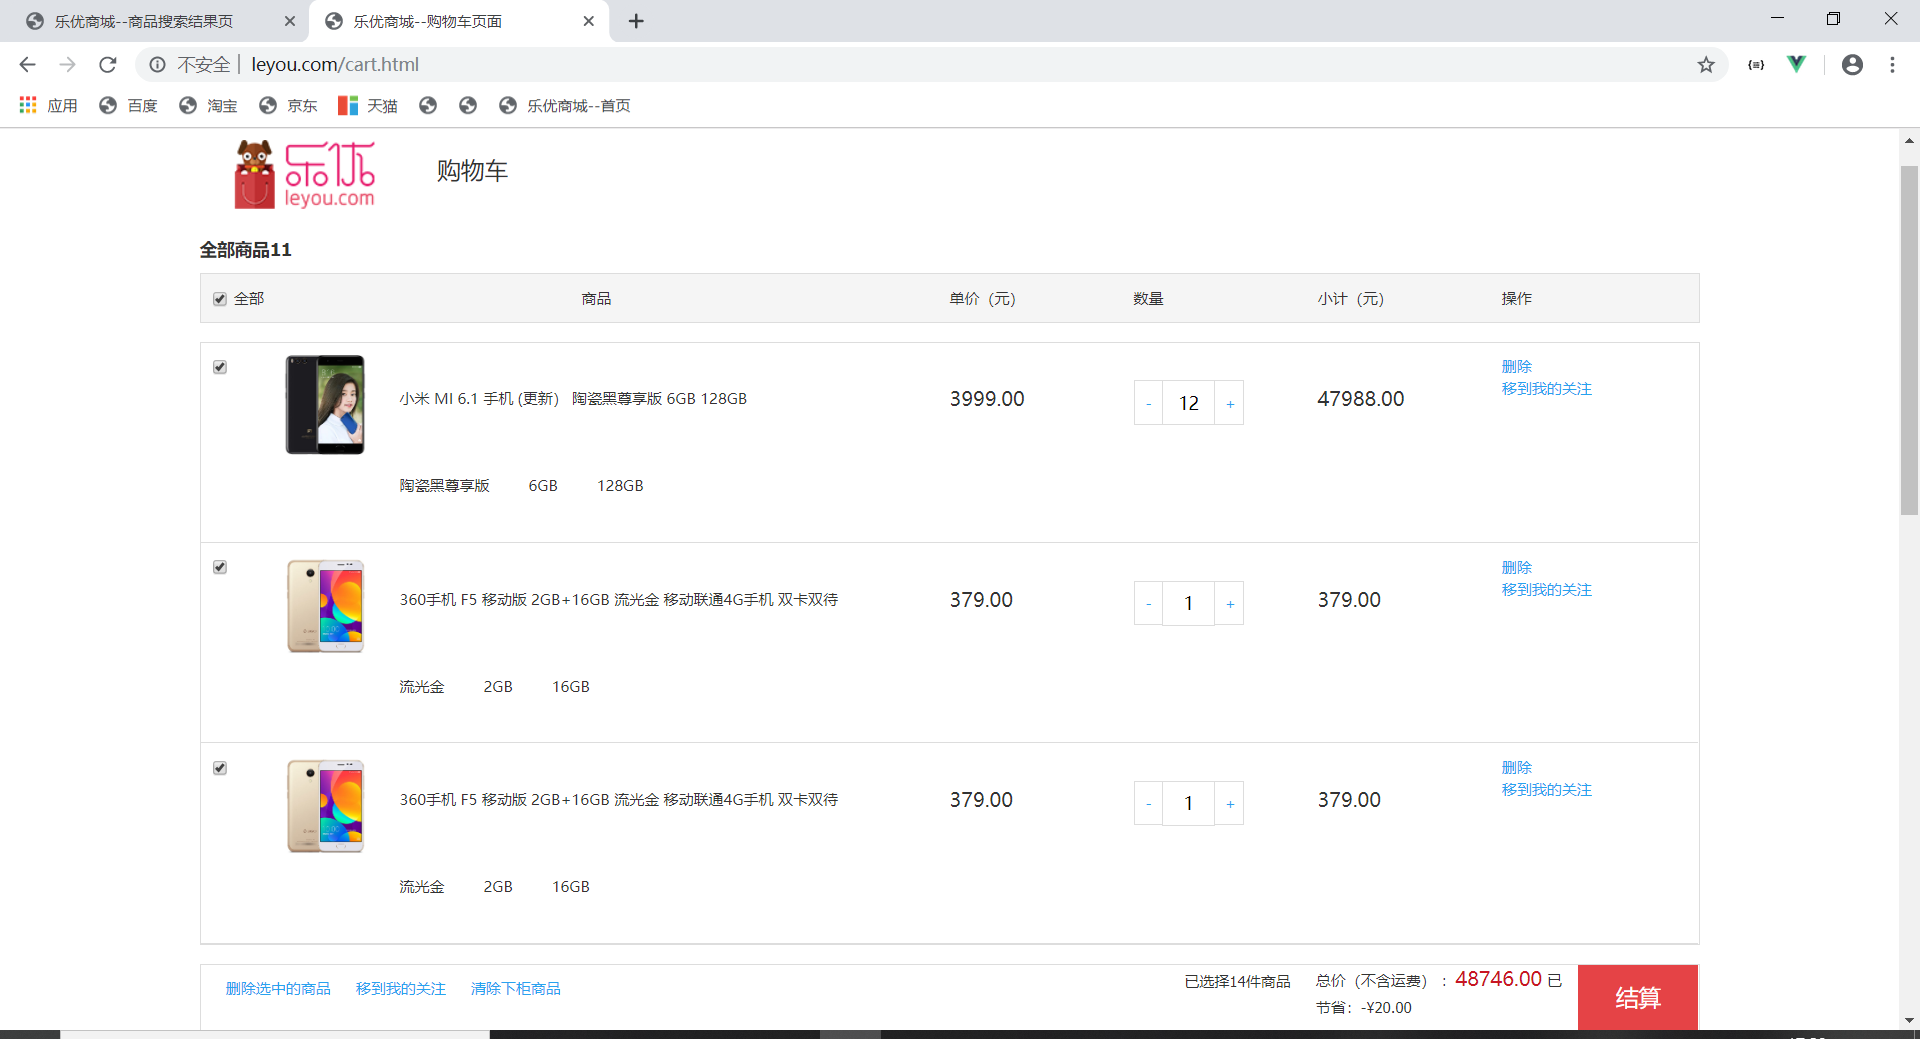 乐优商城--商品搜索结果页
乐优商城--购物车页面
不安全 leyou.com/cart.html
应用 百度 淘宝 京东 天猫 乐优商城--首页
乐优
leyou.com
购物车
全部商品11
全部 商品 单价（元） 数量 小计（元） 操作
小米 MI 6.1 手机 (更新） 陶瓷黑尊享版 6GB 128GB 3999.00 - 12 + 47988.00 删除
移到我的关注
陶瓷黑尊享版 6GB 128GB
360手机 F5 移动版 2GB+16GB 流光金 移动联通4G手机 双卡双待 379.00 - 1 + 379.00 删除
移到我的关注
流光金 2GB 16GB
360手机 F5 移动版 2GB+16GB 流光金 移动联通4G手机 双卡双待 379.00 - 1 + 379.00 删除
移到我的关注
流光金 2GB 16GB
删除选中的商品 移到我的关注 清除下柜商品 已选择14件商品 总价（不含运费）：48746.00 已
节省：-¥20.00
结算